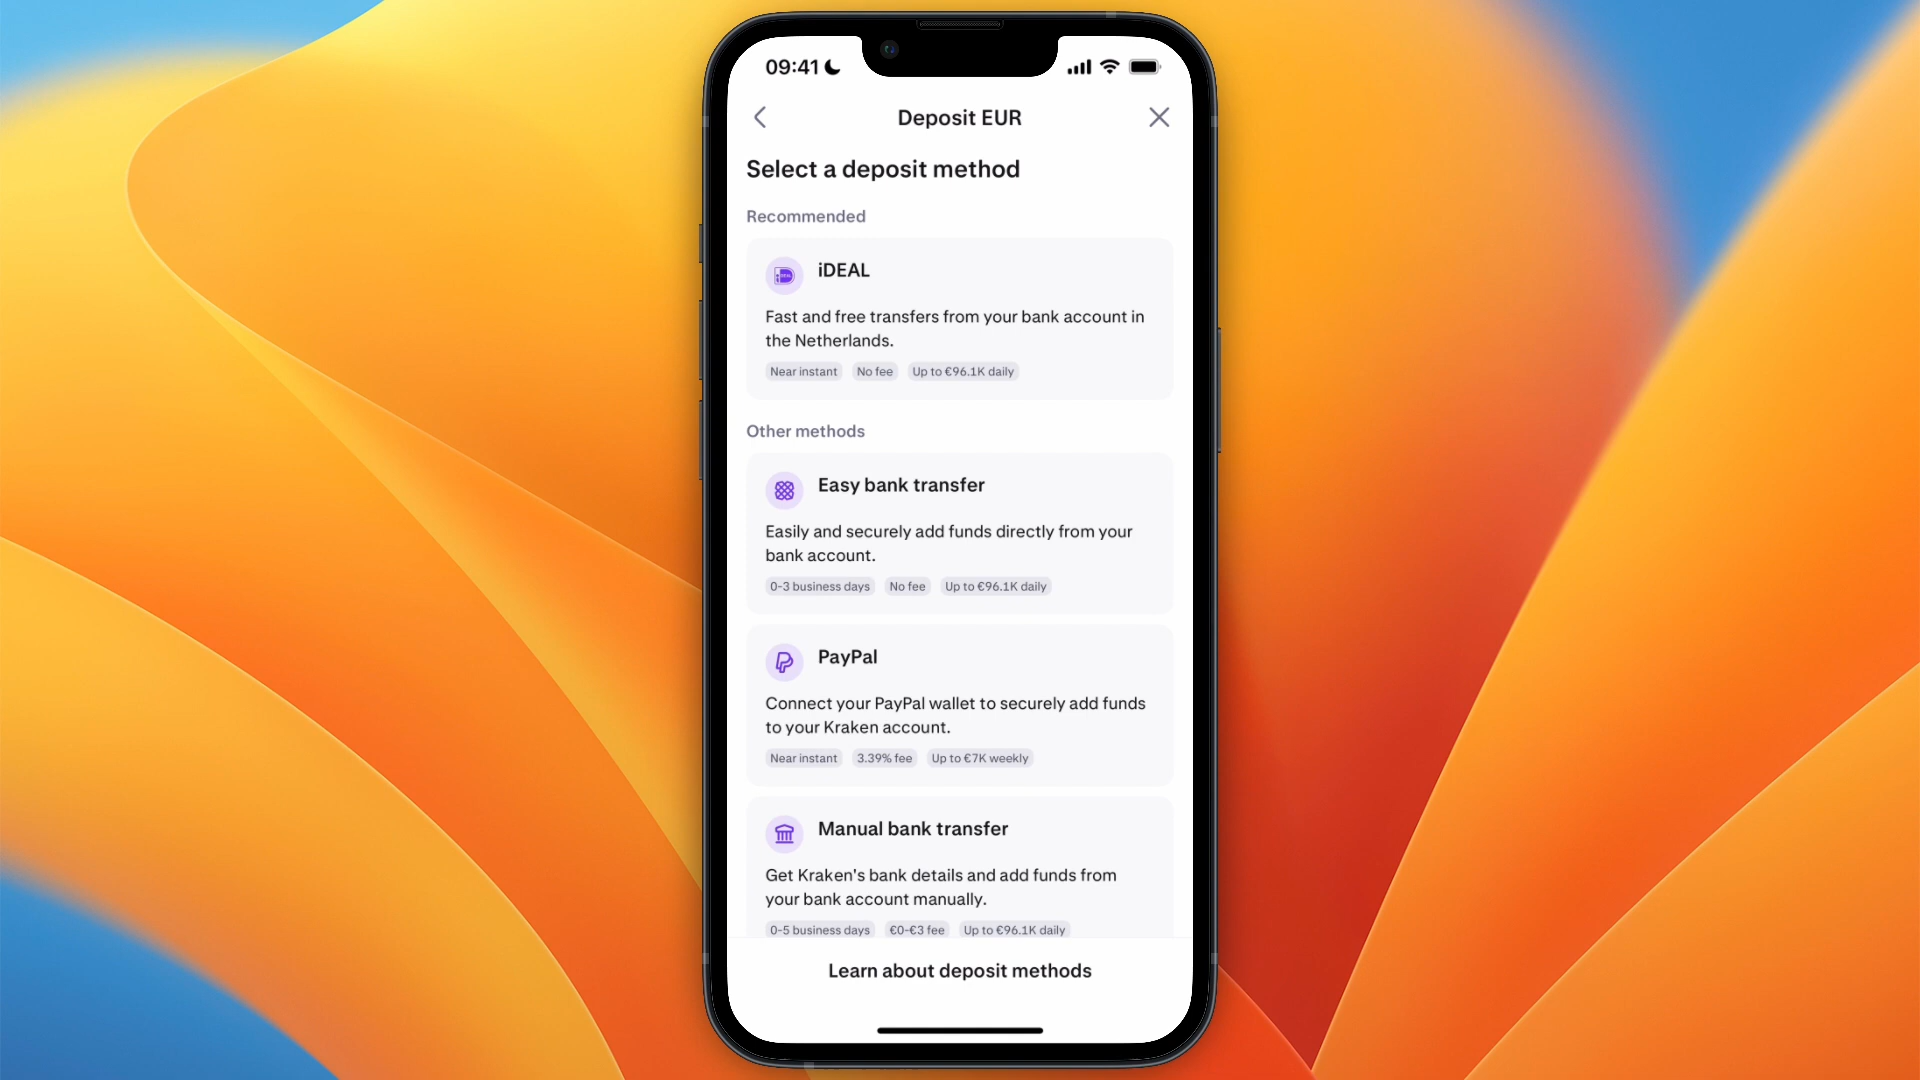 09:41
Deposit EUR
Select a deposit method
Recommended
iDEAL
Fast and free transfers from your bank account in
the Netherlands.
Near instant No fee Up to €96.1K daily
Other methods
Easy bank transfer
Easily and securely add funds directly from your
bank account.
0-3 business days No fee Up to €96.1K daily
PayPal
Connect your PayPal wallet to securely add funds
to your Kraken account.
Near instant 3.39% fee Up to €7K weekly
Manual bank transfer
Get Kraken's bank details and add funds from
your bank account manually.
0-5 business days €0-€3 fee Up to €96.1K daily
Learn about deposit methods